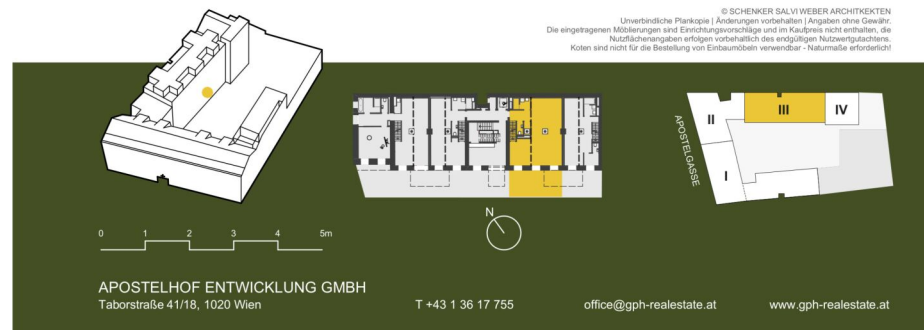 © SCHENKER SALVI WEBER ARCHITKEKTEN
Unverbindliche Plankopie | Änderungen vorbehalten | Angaben ohne Gewähr.
Die eingetragenen Möblierungen sind Einrichtungsvorschläge und im Kaufpreis nicht enthalten, die
Nutzflächenangaben erfolgen vorbehaltlich des endgültigen Nutzwertgutachtens.
Koten sind nicht für die Bestellung von Einbaumöbeln verwendbar - Naturmaße erforderlich!
II
III
IV
I
APOSTELGASSE
N
0 1 2 3 4 5m
APOSTELHOF ENTWICKLUNG GMBH
Taborstraße 41/18, 1020 Wien
T +43 1 36 17 755
office@gph-realestate.at
www.gph-realestate.at